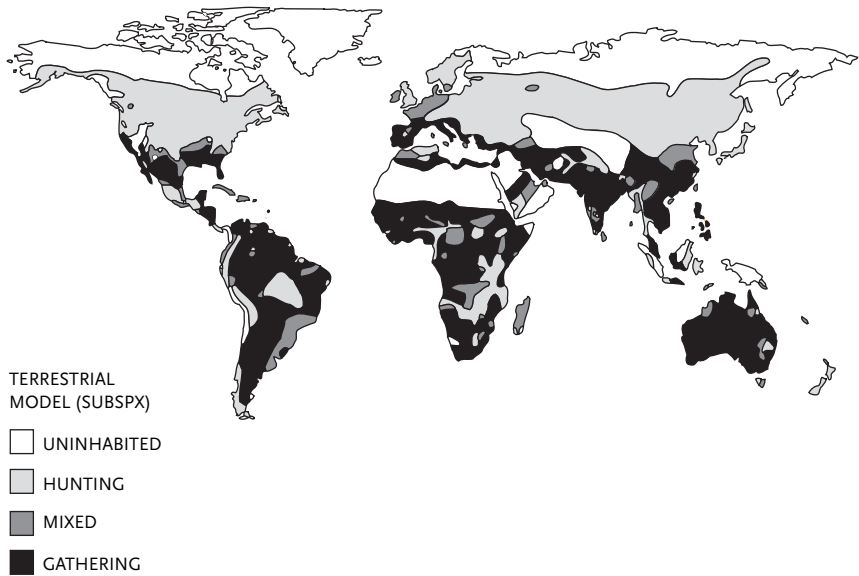 TERRESTRIAL
MODEL (SUBSPX)
UNINHABITED
HUNTING
MIXED
GATHERING